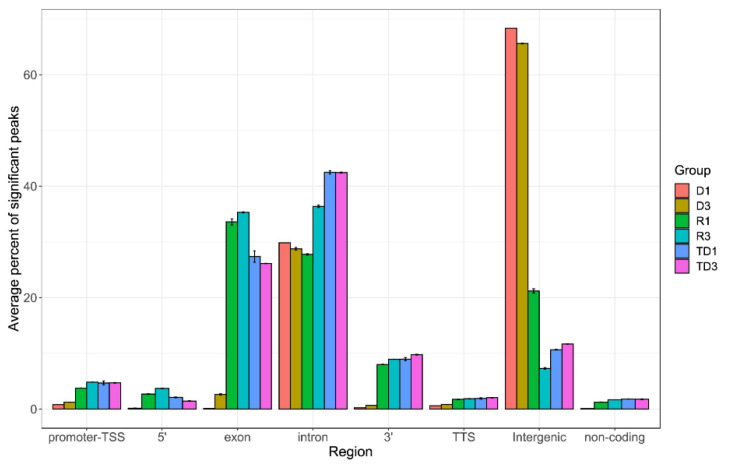 Average percent of significant peaks
60
40
20
0
promoter-TSS 5' exon intron 3' TTS Intergenic non-coding
Region
Group
D1
D3
R1
R3
TD1
TD3